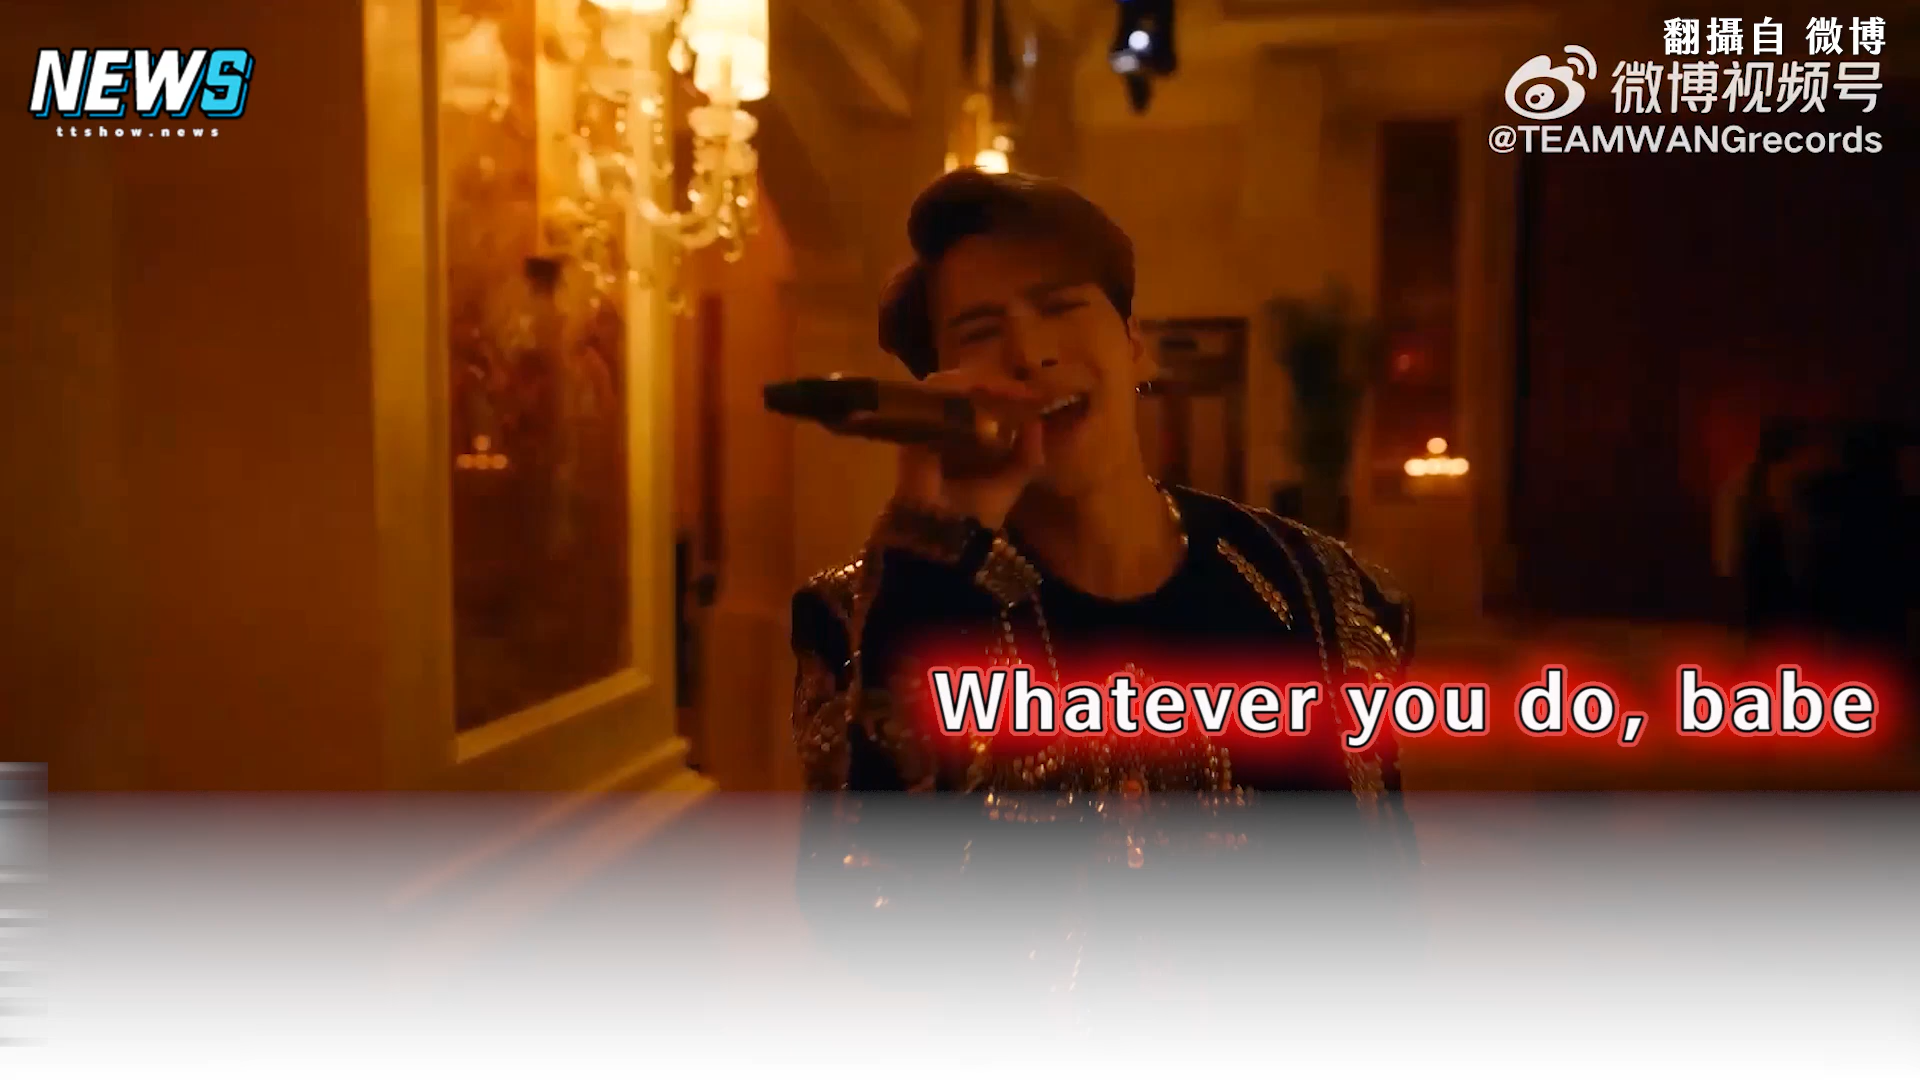 NEWS
ttshow.news
翻攝自 微博
微博视频号
@TEAMWANGrecords
Whatever you do, babe